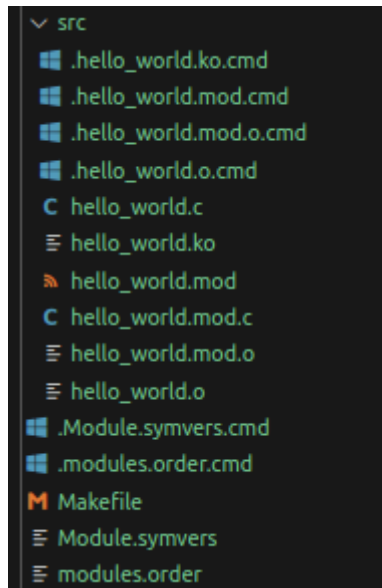 src
.hello_world.ko.cmd
.hello_world.mod.cmd
.hello_world.mod.o.cmd
.hello_world.o.cmd
C hello_world.c
hello_world.ko
hello_world.mod
C hello_world.mod.c
hello_world.mod.o
hello_world.o
.Module.symvers.cmd
.modules.order.cmd
M Makefile
Module.symvers
modules.order